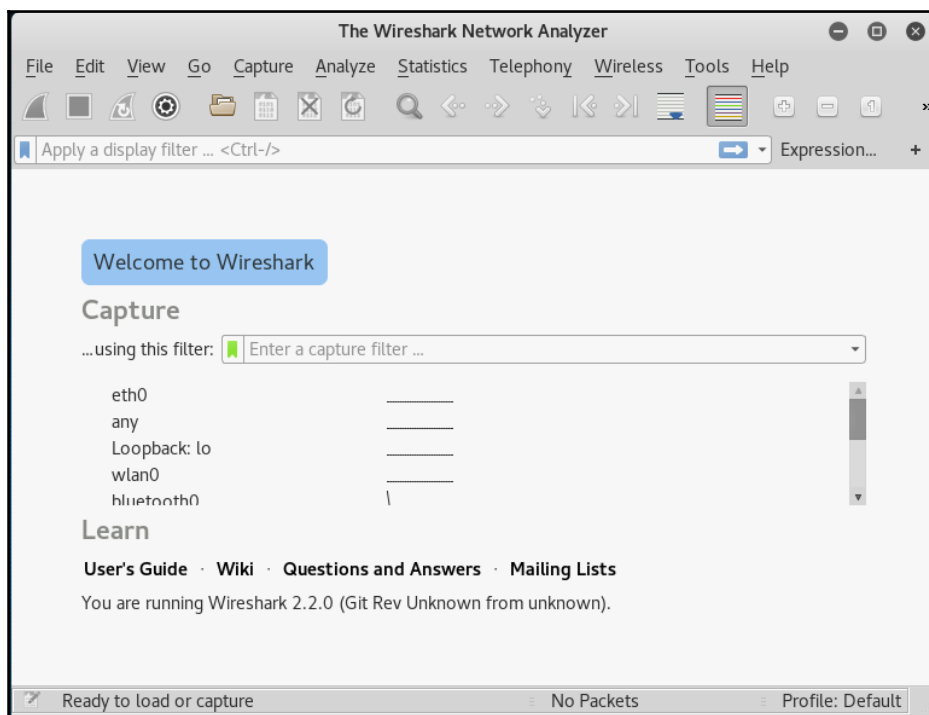 The Wireshark Network Analyzer
File Edit View Go Capture Analyze Statistics Telephony Wireless Tools Help
Apply a display filter ... <Ctrl-/> Expression... +
Welcome to Wireshark
Capture
...using this filter: Enter a capture filter ...
eth0
any
Loopback: lo
wlan0
bluetooth0
Learn
User's Guide · Wiki · Questions and Answers · Mailing Lists
You are running Wireshark 2.2.0 (Git Rev Unknown from unknown).
Ready to load or capture No Packets Profile: Default